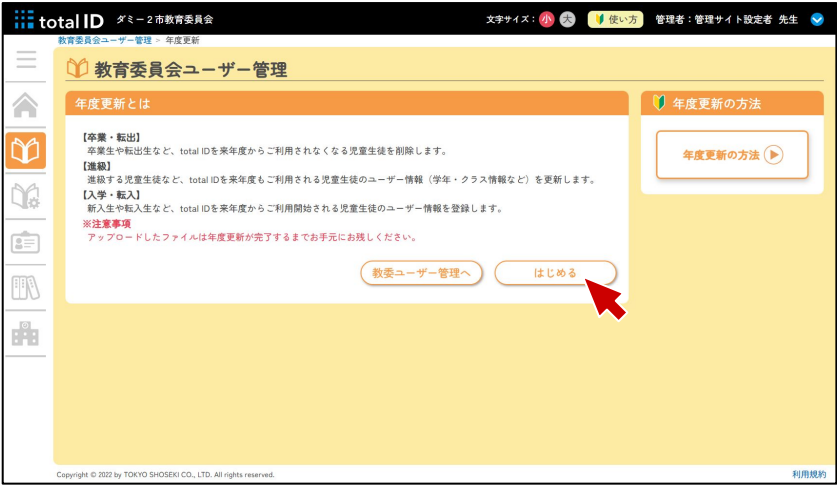 total ID ダミー2市教育委員会 文字サイズ: 小 大 使い方 管理者:管理サイト設定者 先生
教育委員会ユーザー管理 > 年度更新
教育委員会ユーザー管理
年度更新とは
【卒業・転出】
卒業生や転出生など、total IDを来年度からご利用されなくなる児童生徒を削除します。
【進級】
進級する児童生徒など、total IDを来年度もご利用される児童生徒のユーザー情報(学年・クラス情報など)を更新します。
【入学・転入】
新入生や転入生など、total IDを来年度からご利用開始される児童生徒のユーザー情報を登録します。
※注意事項
アップロードしたファイルは年度更新が完了するまでお手元にお残しください。
教委ユーザー管理へ はじめる
年度更新の方法
年度更新の方法
Copyright © 2022 by TOKYO SHOSEKI CO., LTD. All rights reserved. 利用規約